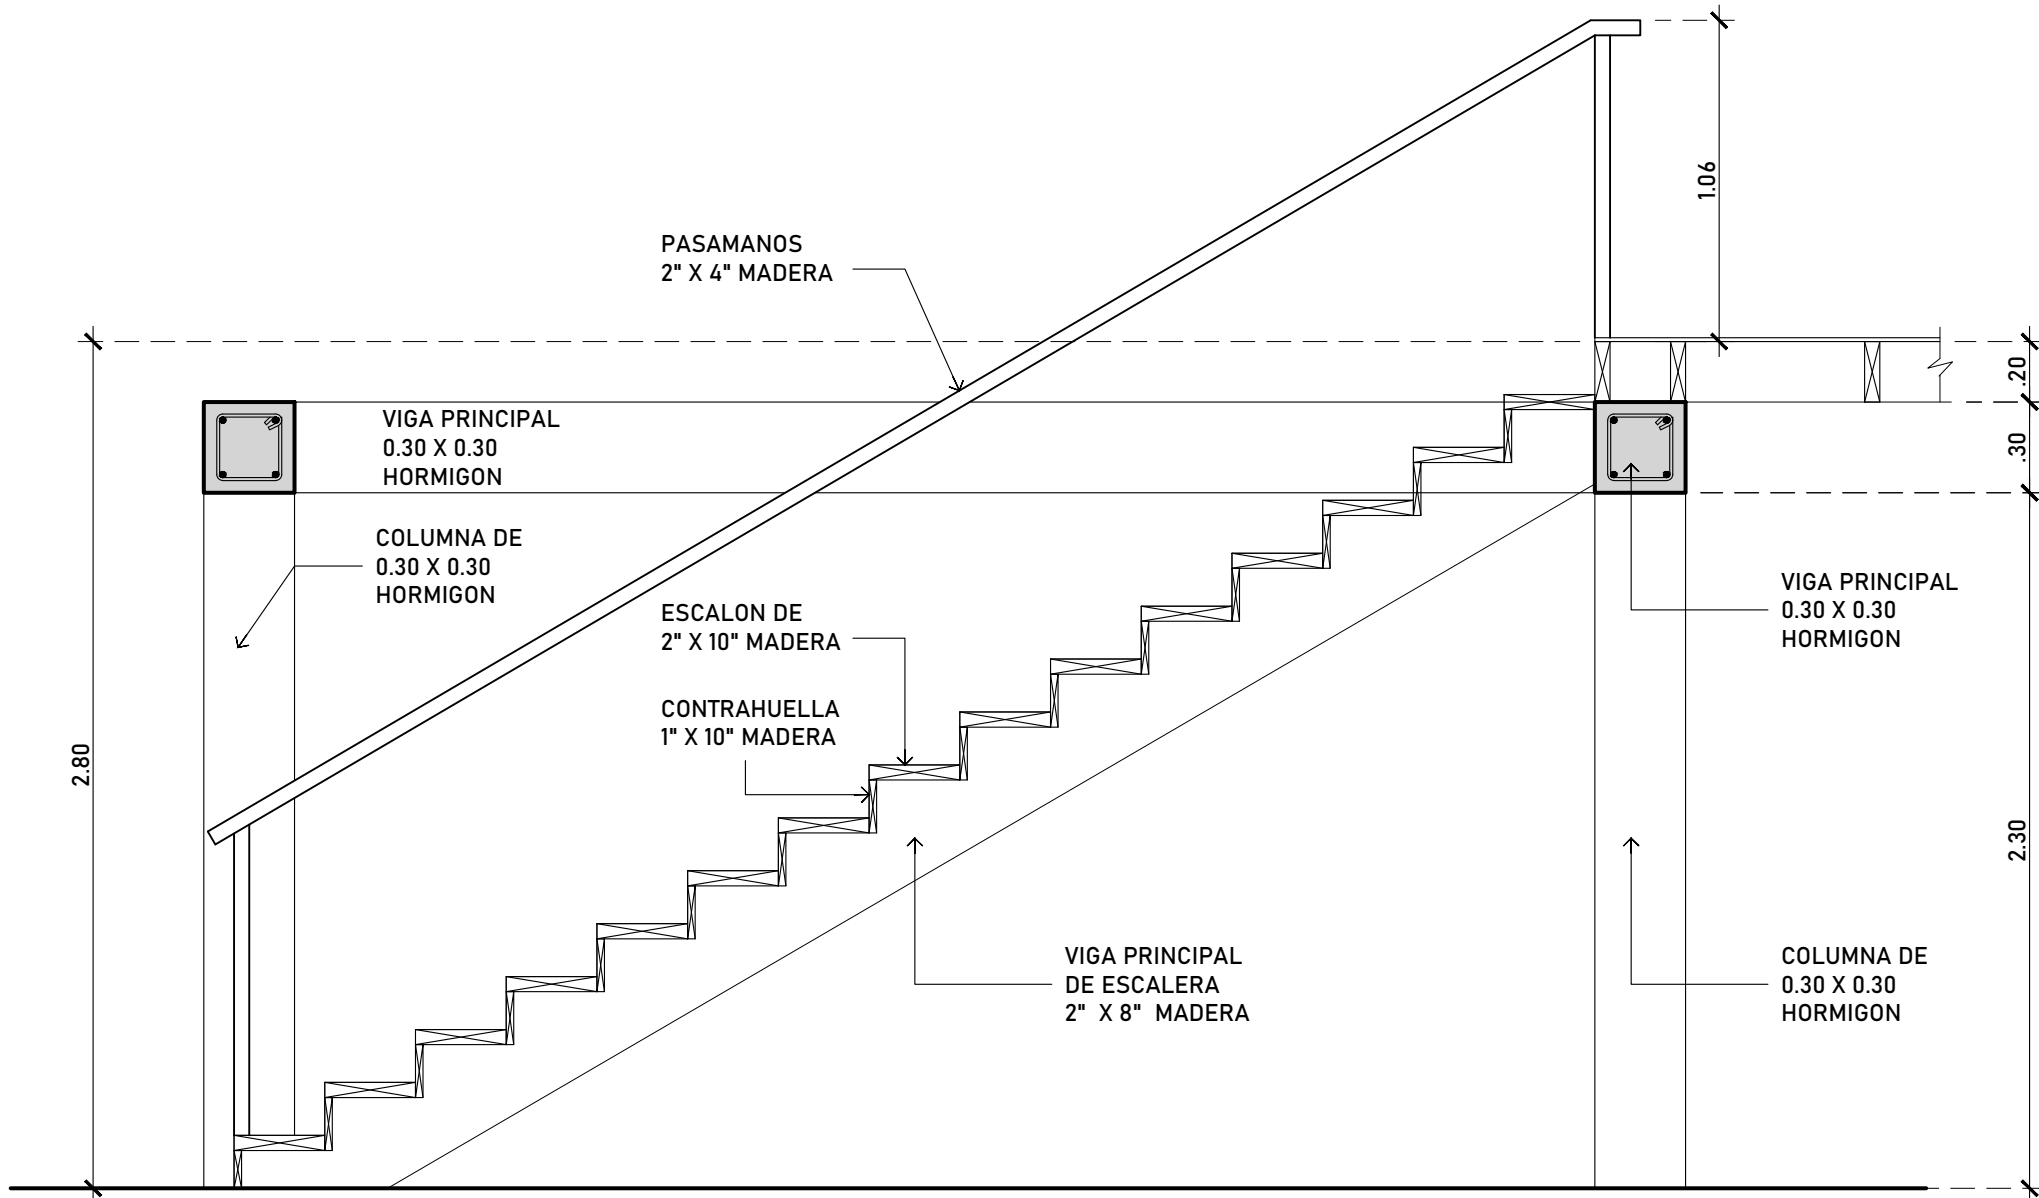 1.06
PASAMANOS
2" X 4" MADERA
.20
VIGA PRINCIPAL
0.30 X 0.30
HORMIGON
.30
COLUMNA DE
0.30 X 0.30
HORMIGON
VIGA PRINCIPAL
0.30 X 0.30
HORMIGON
ESCALON DE
2" X 10" MADERA
CONTRAHUELLA
1" X 10" MADERA
2.80
2.30
VIGA PRINCIPAL
DE ESCALERA
2" X 8" MADERA
COLUMNA DE
0.30 X 0.30
HORMIGON